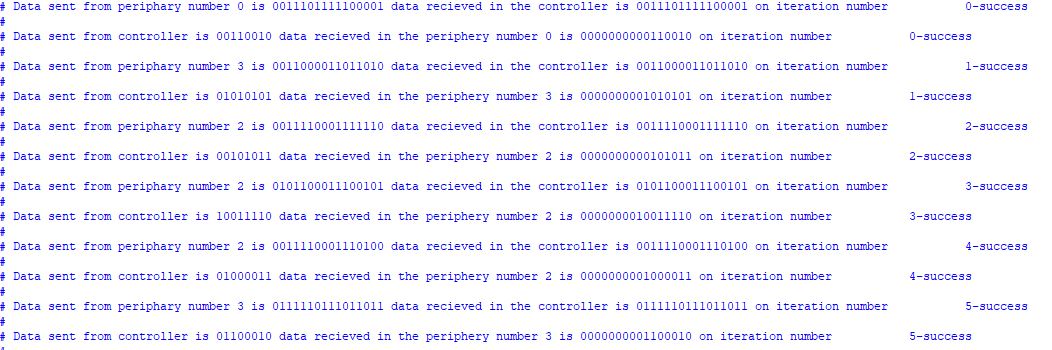 # Data sent from periphary number 0 is 0011101111100001 data recieved in the controller is 0011101111100001 on iteration number 0-success
#
# Data sent from controller is 00110010 data recieved in the periphery number 0 is 0000000000110010 on iteration number 0-success
#
# Data sent from periphary number 3 is 0011000011011010 data recieved in the controller is 0011000011011010 on iteration number 1-success
#
# Data sent from controller is 01010101 data recieved in the periphery number 3 is 0000000001010101 on iteration number 1-success
#
# Data sent from periphary number 2 is 0011110001111110 data recieved in the controller is 0011110001111110 on iteration number 2-success
#
# Data sent from controller is 00101011 data recieved in the periphery number 2 is 0000000000101011 on iteration number 2-success
#
# Data sent from periphary number 2 is 0101100011100101 data recieved in the controller is 0101100011100101 on iteration number 3-success
#
# Data sent from controller is 10011110 data recieved in the periphery number 2 is 0000000010011110 on iteration number 3-success
#
# Data sent from periphary number 2 is 0011110001110100 data recieved in the controller is 0011110001110100 on iteration number 4-success
#
# Data sent from controller is 01000011 data recieved in the periphery number 2 is 0000000001000011 on iteration number 4-success
#
# Data sent from periphary number 3 is 0111110111011011 data recieved in the controller is 0111110111011011 on iteration number 5-success
#
# Data sent from controller is 01100010 data recieved in the periphery number 3 is 0000000001100010 on iteration number 5-success